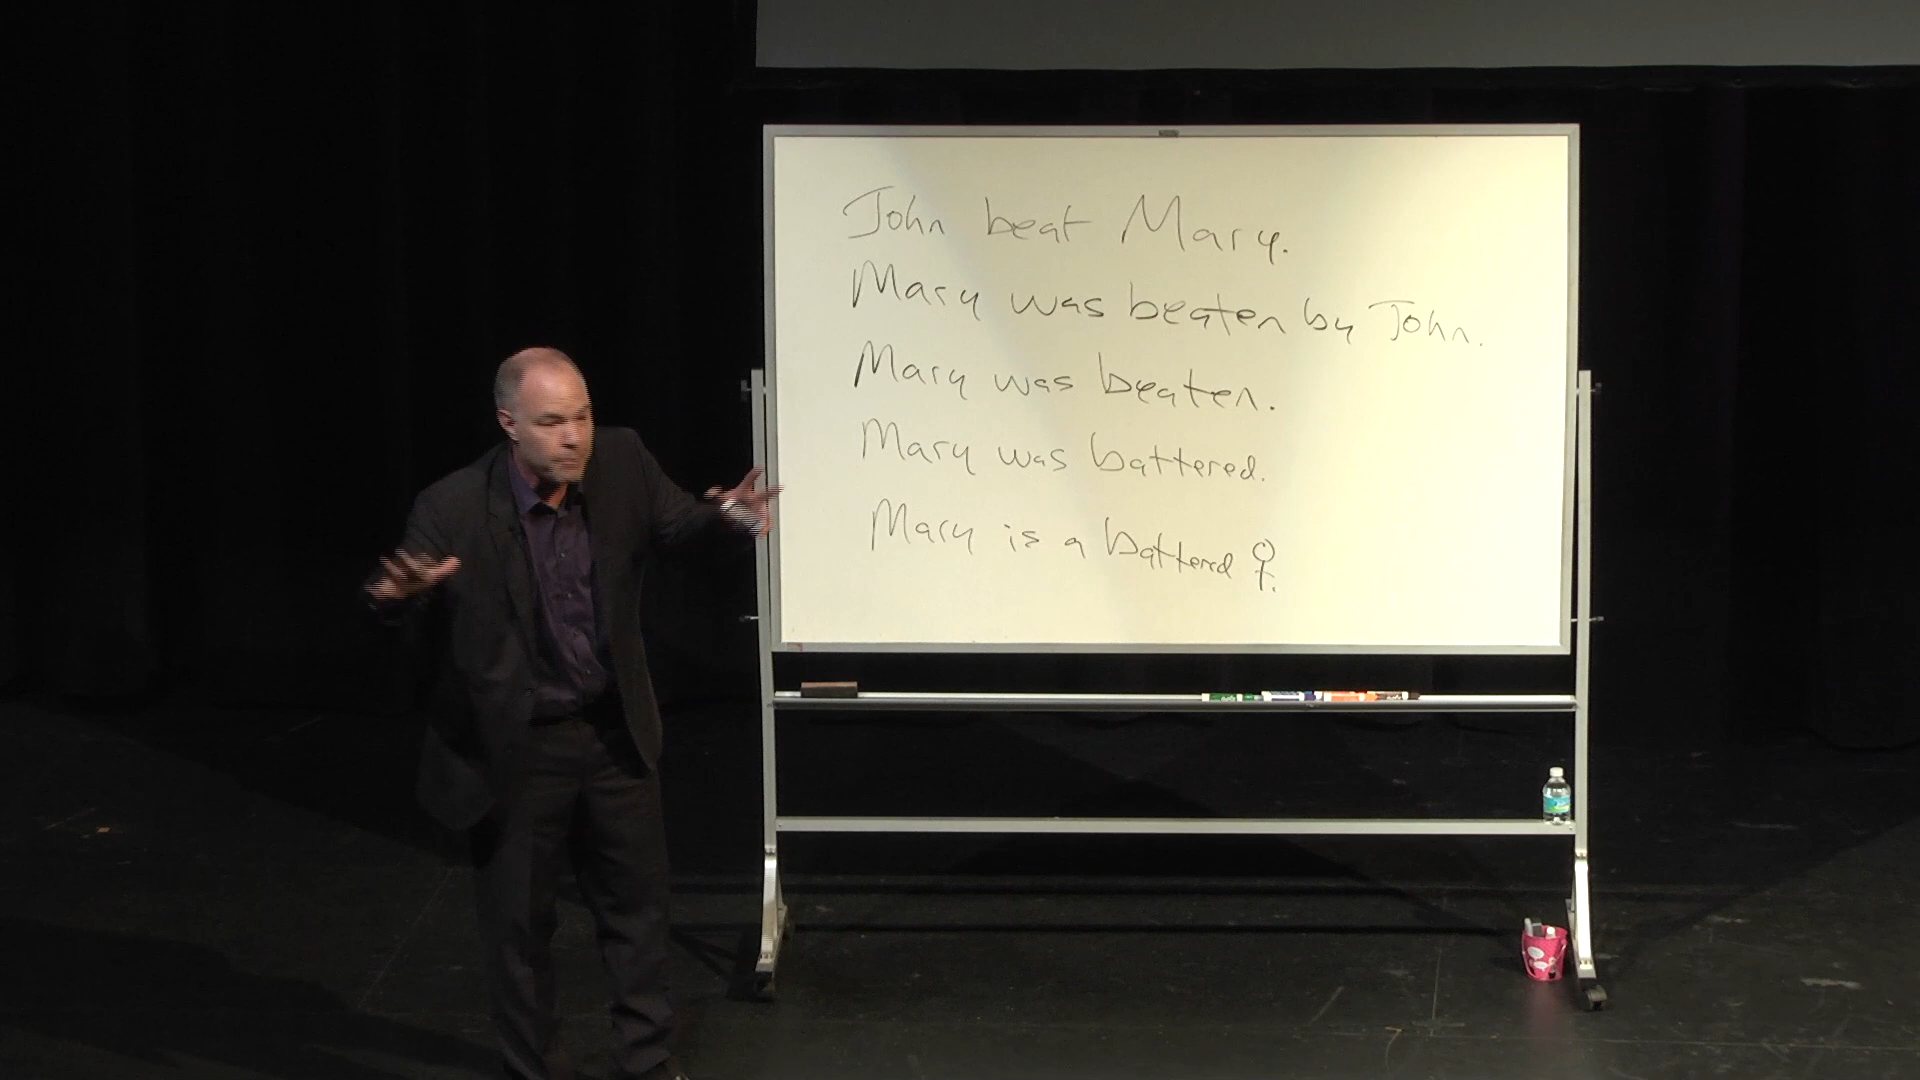 John beat Mary.
Mary was beaten by John.
Mary was beaten.
Mary was battered.
Mary is a battered ♀.